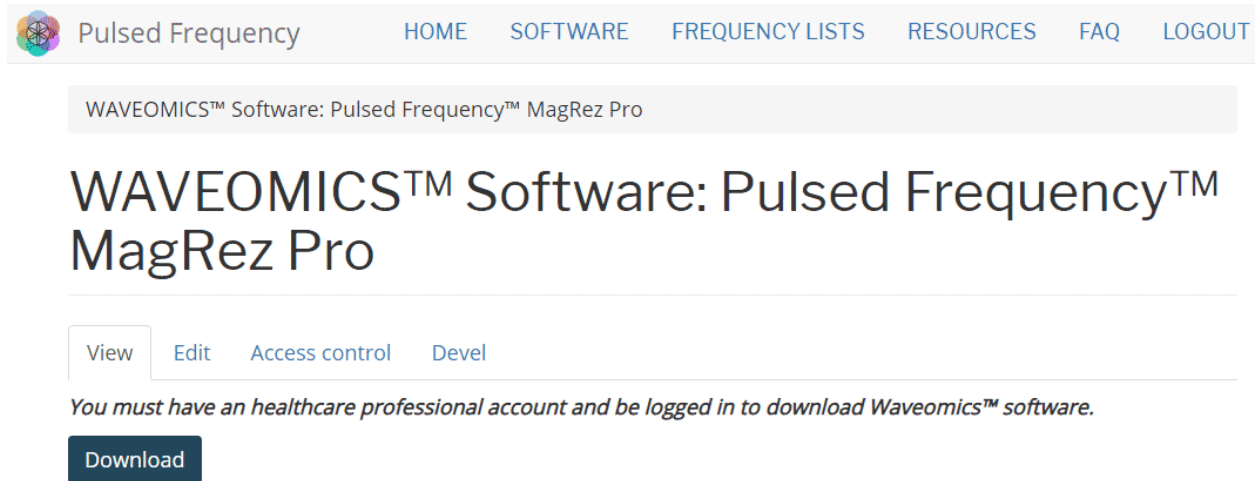 Pulsed Frequency HOME SOFTWARE FREQUENCY LISTS RESOURCES FAQ LOGOUT
WAVEOMICS™ Software: Pulsed Frequency™ MagRez Pro
WAVEOMICS™ Software: Pulsed Frequency™
MagRez Pro
View Edit Access control Devel
You must have an healthcare professional account and be logged in to download Waveomics™ software.
Download